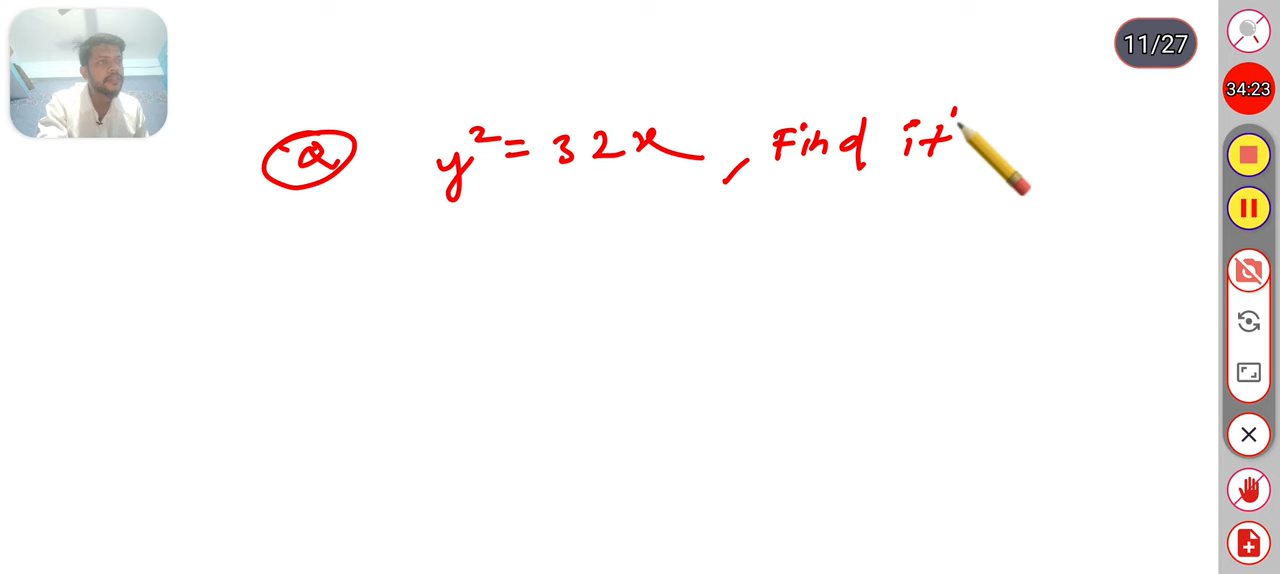 11/27
34:23
Q y² = 32x , Find it'